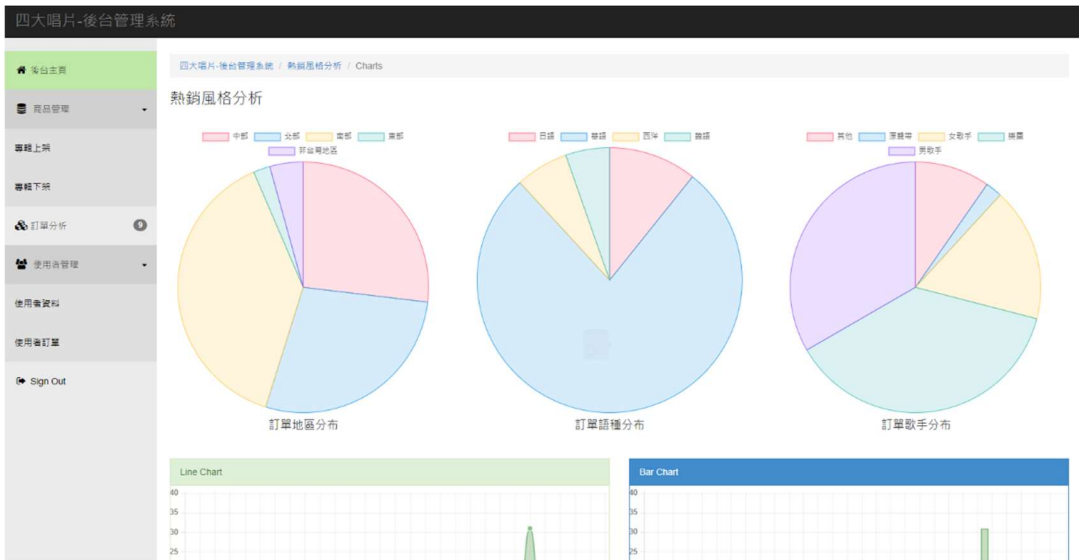 四大唱片-後台管理系統
後台主頁
四大唱片-後台管理系統 / 熱銷風格分析 / Charts
商品管理
熱銷風格分析
專輯上架
專輯下架
訂單分析 9
使用者管理
使用者資料
使用者訂單
Sign Out
中部 北部 南部 東部
非台灣地區
日語 華語 西洋 韓語
其他 演體帶 女歌手 樂團
男歌手
訂單地區分布
訂單語種分布
訂單歌手分布
Line Chart
40
35
30
25
Bar Chart
40
35
30
25